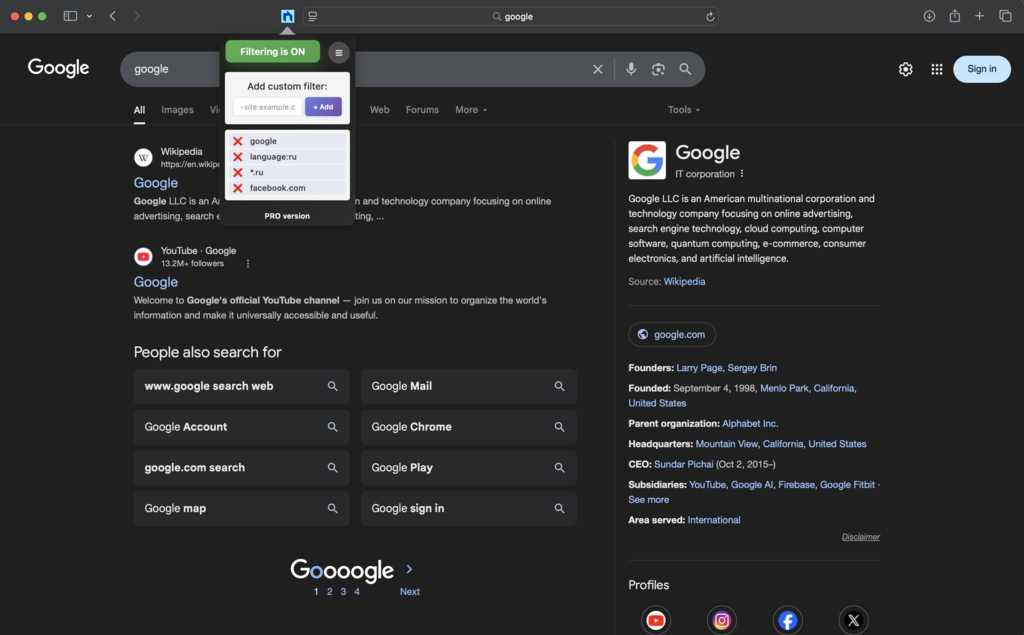 google
Filtering is ON
Google
google
Sign in
Add custom filter:
-site:example.c
+ Add
All
Images
Vi
Web
Forums
More
Tools
google
language:ru
*.ru
facebook.com
PRO version
W
Wikipedia
https://en.wikipe
Google
Google LLC is an Am n and technology company focusing on online
advertising, search e ting, ...
YouTube · Google
13.2M+ followers
Google
Welcome to Google's official YouTube channel — join us on our mission to organize the world's
information and make it universally accessible and useful.
People also search for
www.google search web
Google Mail
Google Account
Google Chrome
google.com search
Google Play
Google map
Google sign in
Goooogle
1 2 3 4 Next
Google
IT corporation
Google LLC is an American multinational corporation and
technology company focusing on online advertising,
search engine technology, cloud computing, computer
software, quantum computing, e-commerce, consumer
electronics, and artificial intelligence.
Source: Wikipedia
google.com
Founders: Larry Page, Sergey Brin
Founded: September 4, 1998, Menlo Park, California,
United States
Parent organization: Alphabet Inc.
Headquarters: Mountain View, California, United States
CEO: Sundar Pichai (Oct 2, 2015–)
Subsidiaries: YouTube, Google AI, Firebase, Google Fitbit ·
See more
Area served: International
Disclaimer
Profiles